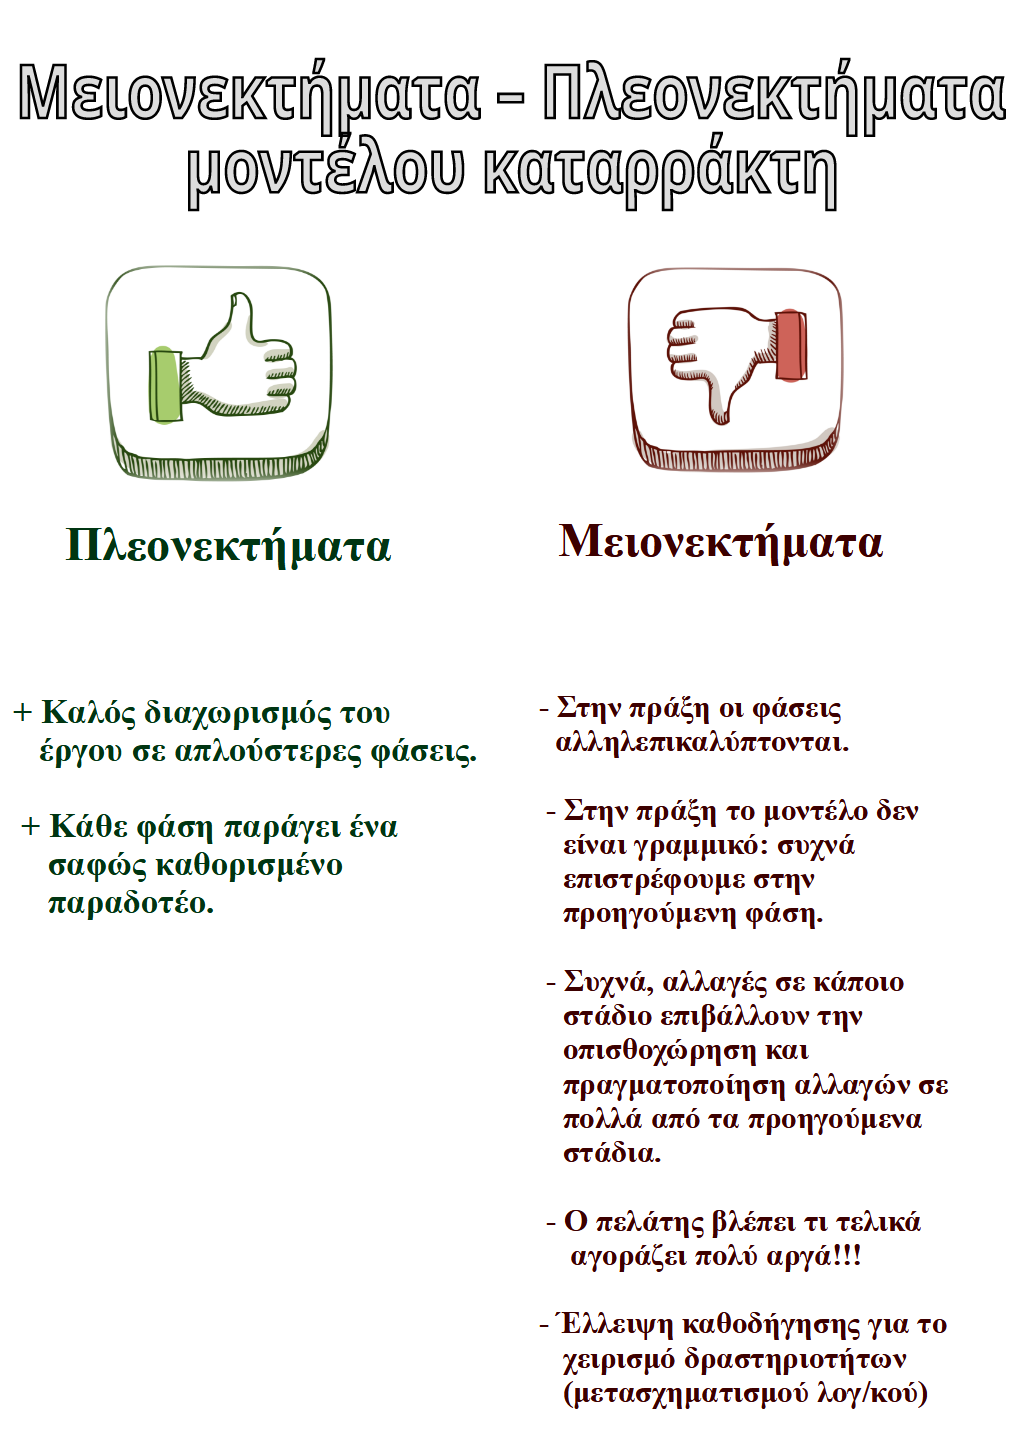 Μειονεκτήματα – Πλεονεκτήματα
μοντέλου καταρράκτη
Πλεονεκτήματα
+ Καλός διαχωρισμός του
έργου σε απλούστερες φάσεις.
+ Κάθε φάση παράγει ένα
σαφώς καθορισμένο
παραδοτέο.
Μειονεκτήματα
- Στην πράξη οι φάσεις
αλληλεπικαλύπτονται.
- Στην πράξη το μοντέλο δεν
είναι γραμμικό: συχνά
επιστρέφουμε στην
προηγούμενη φάση.
- Συχνά, αλλαγές σε κάποιο
στάδιο επιβάλλουν την
οπισθοχώρηση και
πραγματοποίηση αλλαγών σε
πολλά από τα προηγούμενα
στάδια.
- Ο πελάτης βλέπει τι τελικά
αγοράζει πολύ αργά!!!
- Έλλειψη καθοδήγησης για το
χειρισμό δραστηριοτήτων
(μετασχηματισμού λογ/κού)